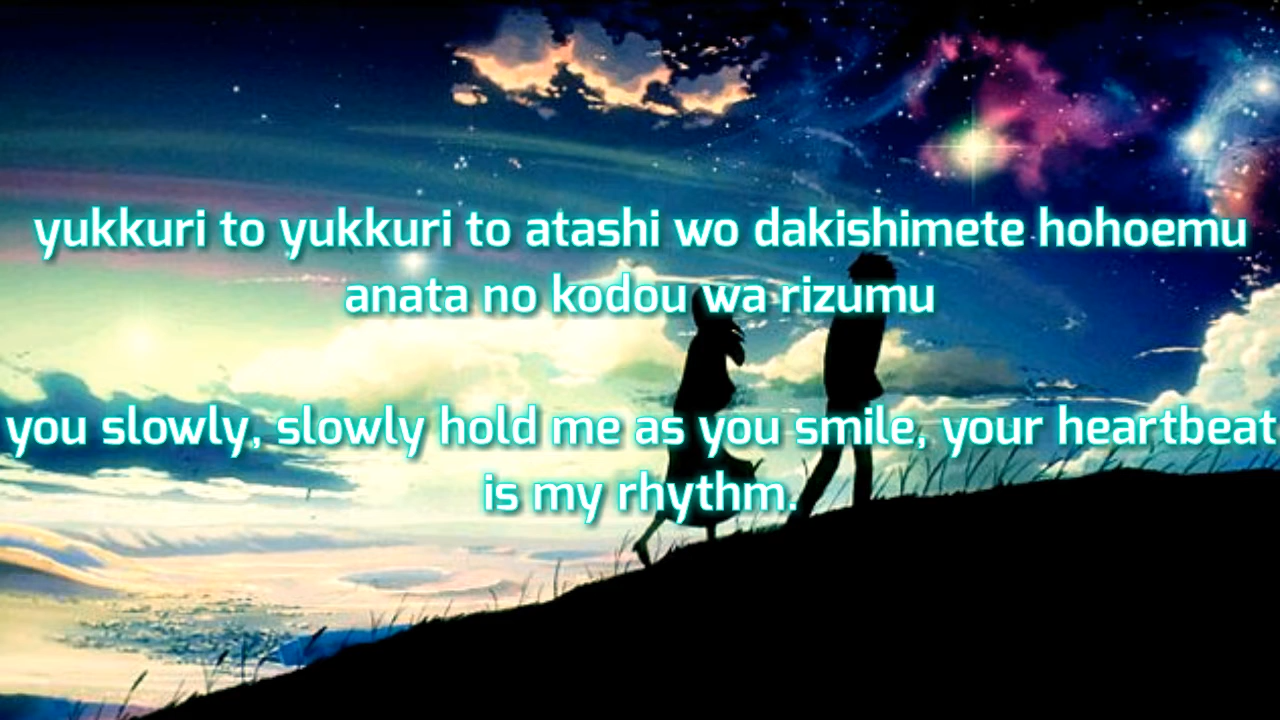 yukkuri to yukkuri to atashi wo dakishimete hohoemu
anata no kodou wa rizumu
you slowly, slowly hold me as you smile, your heartbeat
is my rhythm.